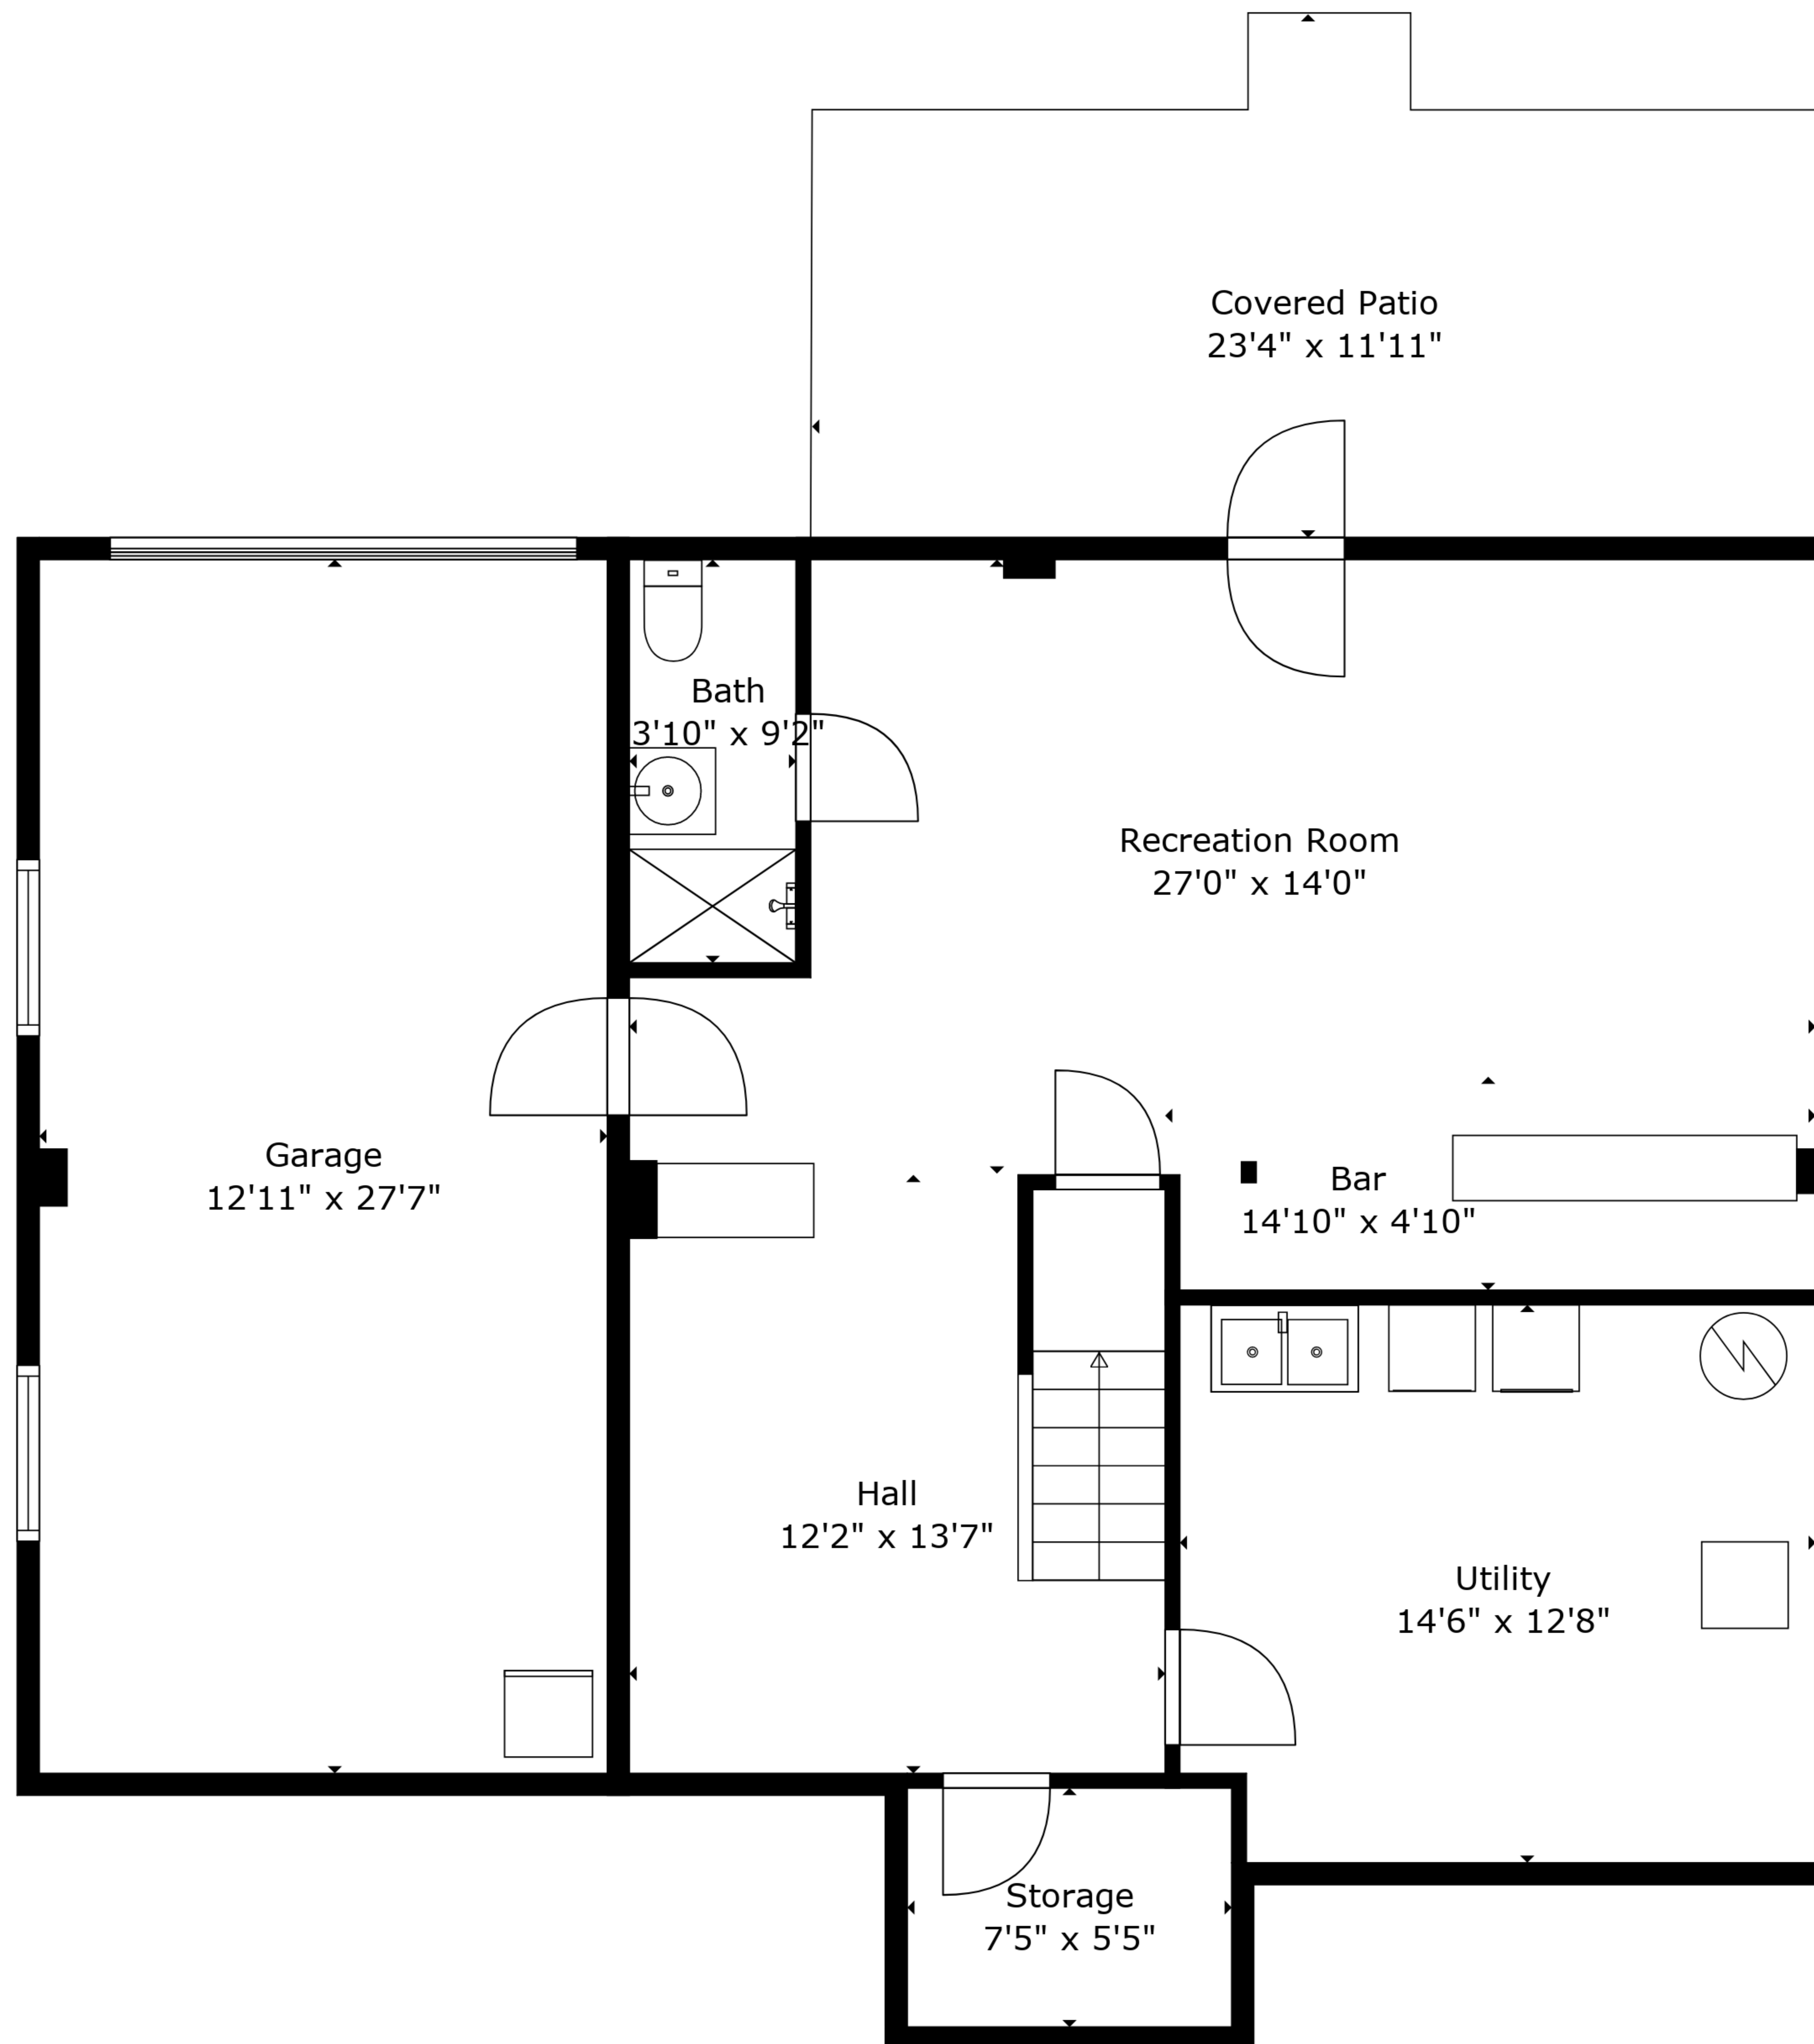 Covered Patio
23'4" x 11'11"
Bath
3'10" x 9'2"
Recreation Room
27'0" x 14'0"
Garage
12'11" x 27'7"
Bar
14'10" x 4'10"
Hall
12'2" x 13'7"
Utility
14'6" x 12'8"
Storage
7'5" x 5'5"